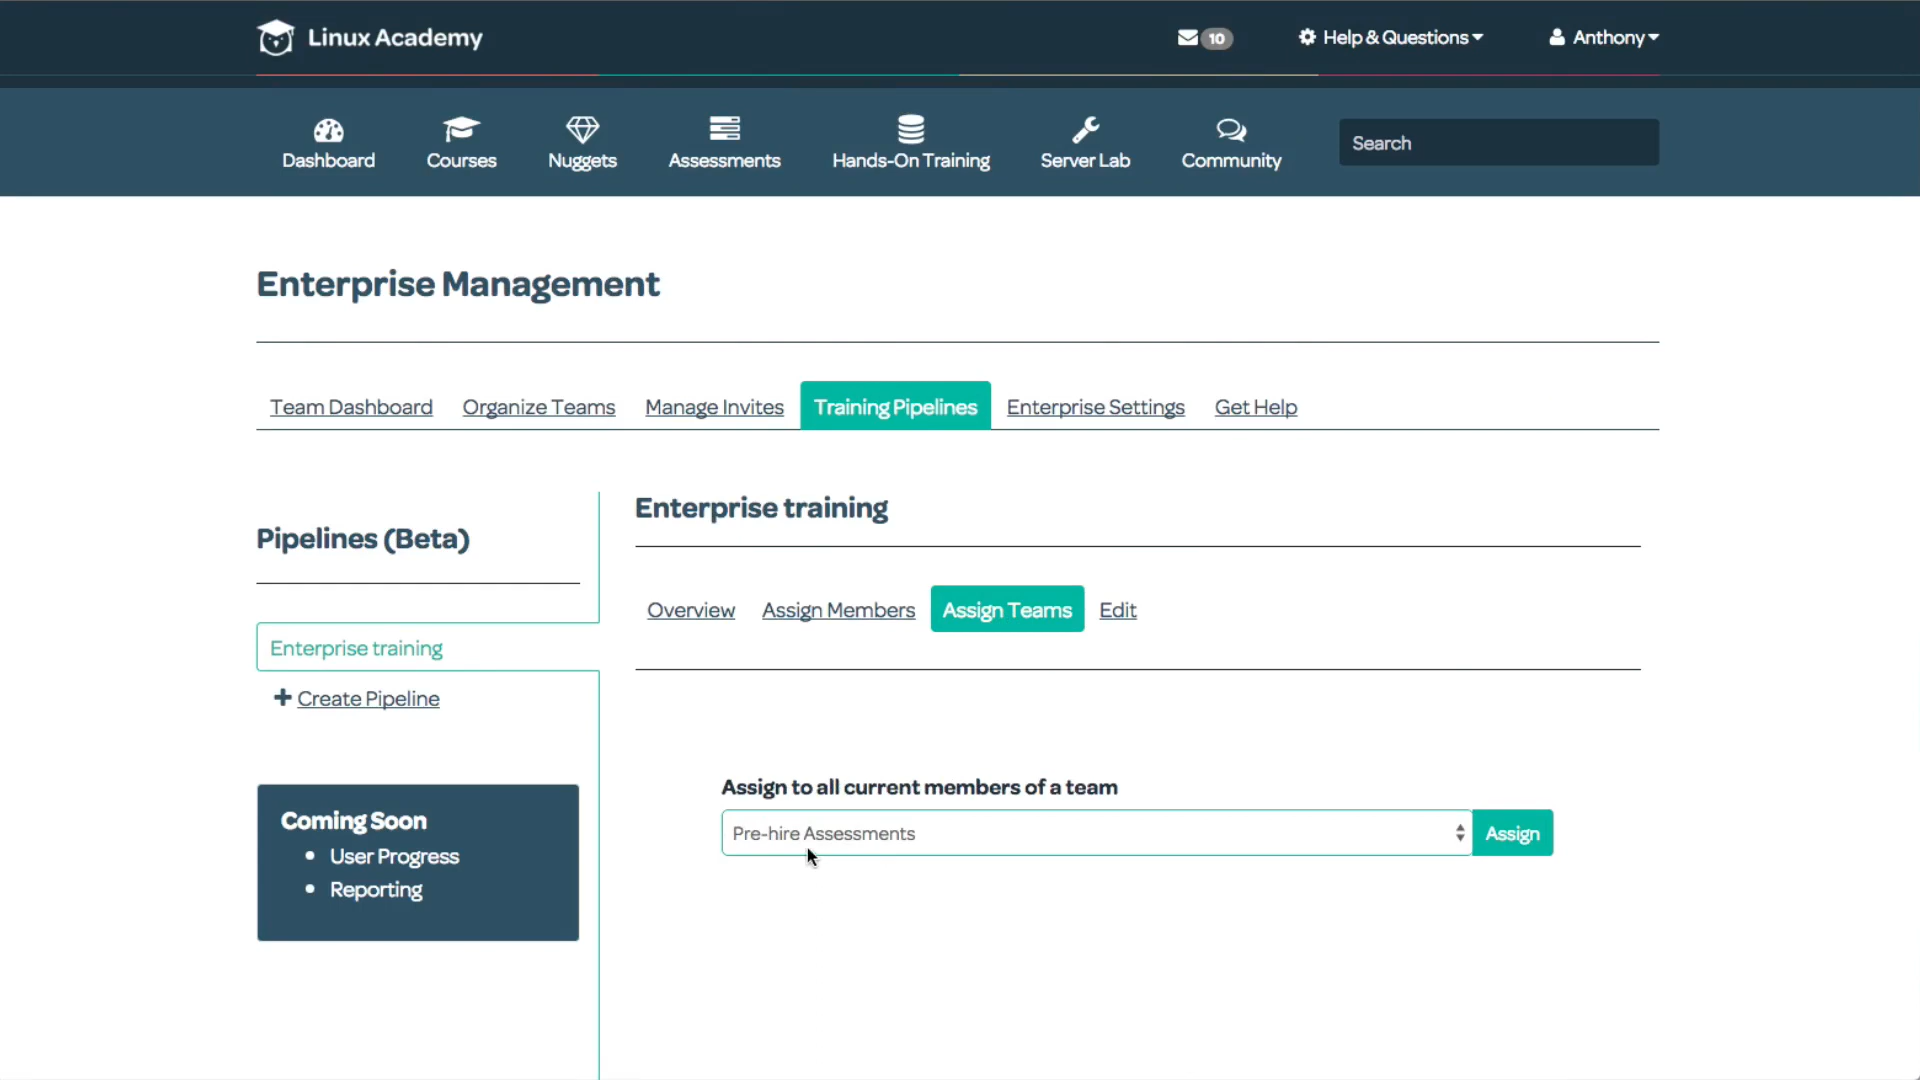 Linux Academy
10
Help & Questions
Anthony
Dashboard
Courses
Nuggets
Assessments
Hands-On Training
Server Lab
Community
Search
Enterprise Management
Team Dashboard
Organize Teams
Manage Invites
Training Pipelines
Enterprise Settings
Get Help
Pipelines (Beta)
Enterprise training
Create Pipeline
Coming Soon
User Progress
Reporting
Enterprise training
Overview
Assign Members
Assign Teams
Edit
Assign to all current members of a team
Pre-hire Assessments
Assign